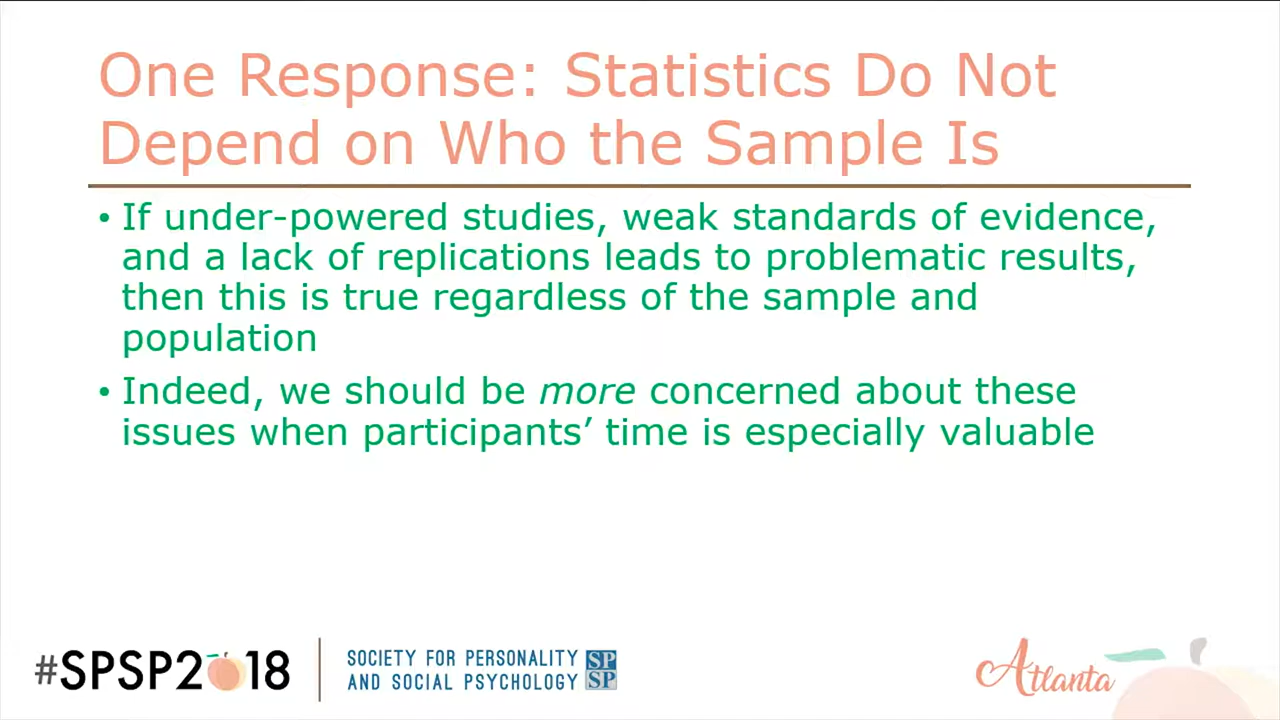 One Response: Statistics Do Not
Depend on Who the Sample Is
• If under-powered studies, weak standards of evidence,
and a lack of replications leads to problematic results,
then this is true regardless of the sample and
population
• Indeed, we should be more concerned about these
issues when participants’ time is especially valuable
#SPSP2018
SOCIETY FOR PERSONALITY
AND SOCIAL PSYCHOLOGY
SP
SP
Atlanta